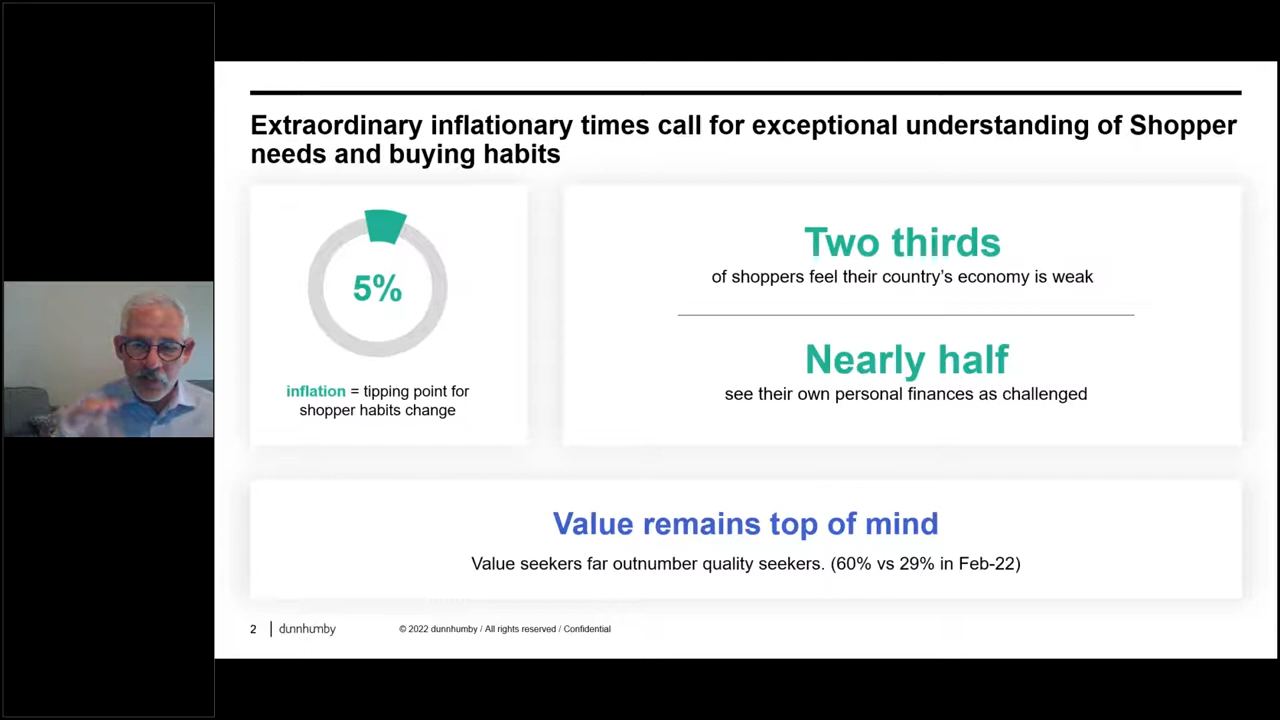 Extraordinary inflationary times call for exceptional understanding of Shopper
needs and buying habits
5%
inflation = tipping point for
shopper habits change
Two thirds
of shoppers feel their country's economy is weak
Nearly half
see their own personal finances as challenged
Value remains top of mind
Value seekers far outnumber quality seekers. (60% vs 29% in Feb-22)
2 | dunnhumby © 2022 dunnhumby / All rights reserved / Confidential